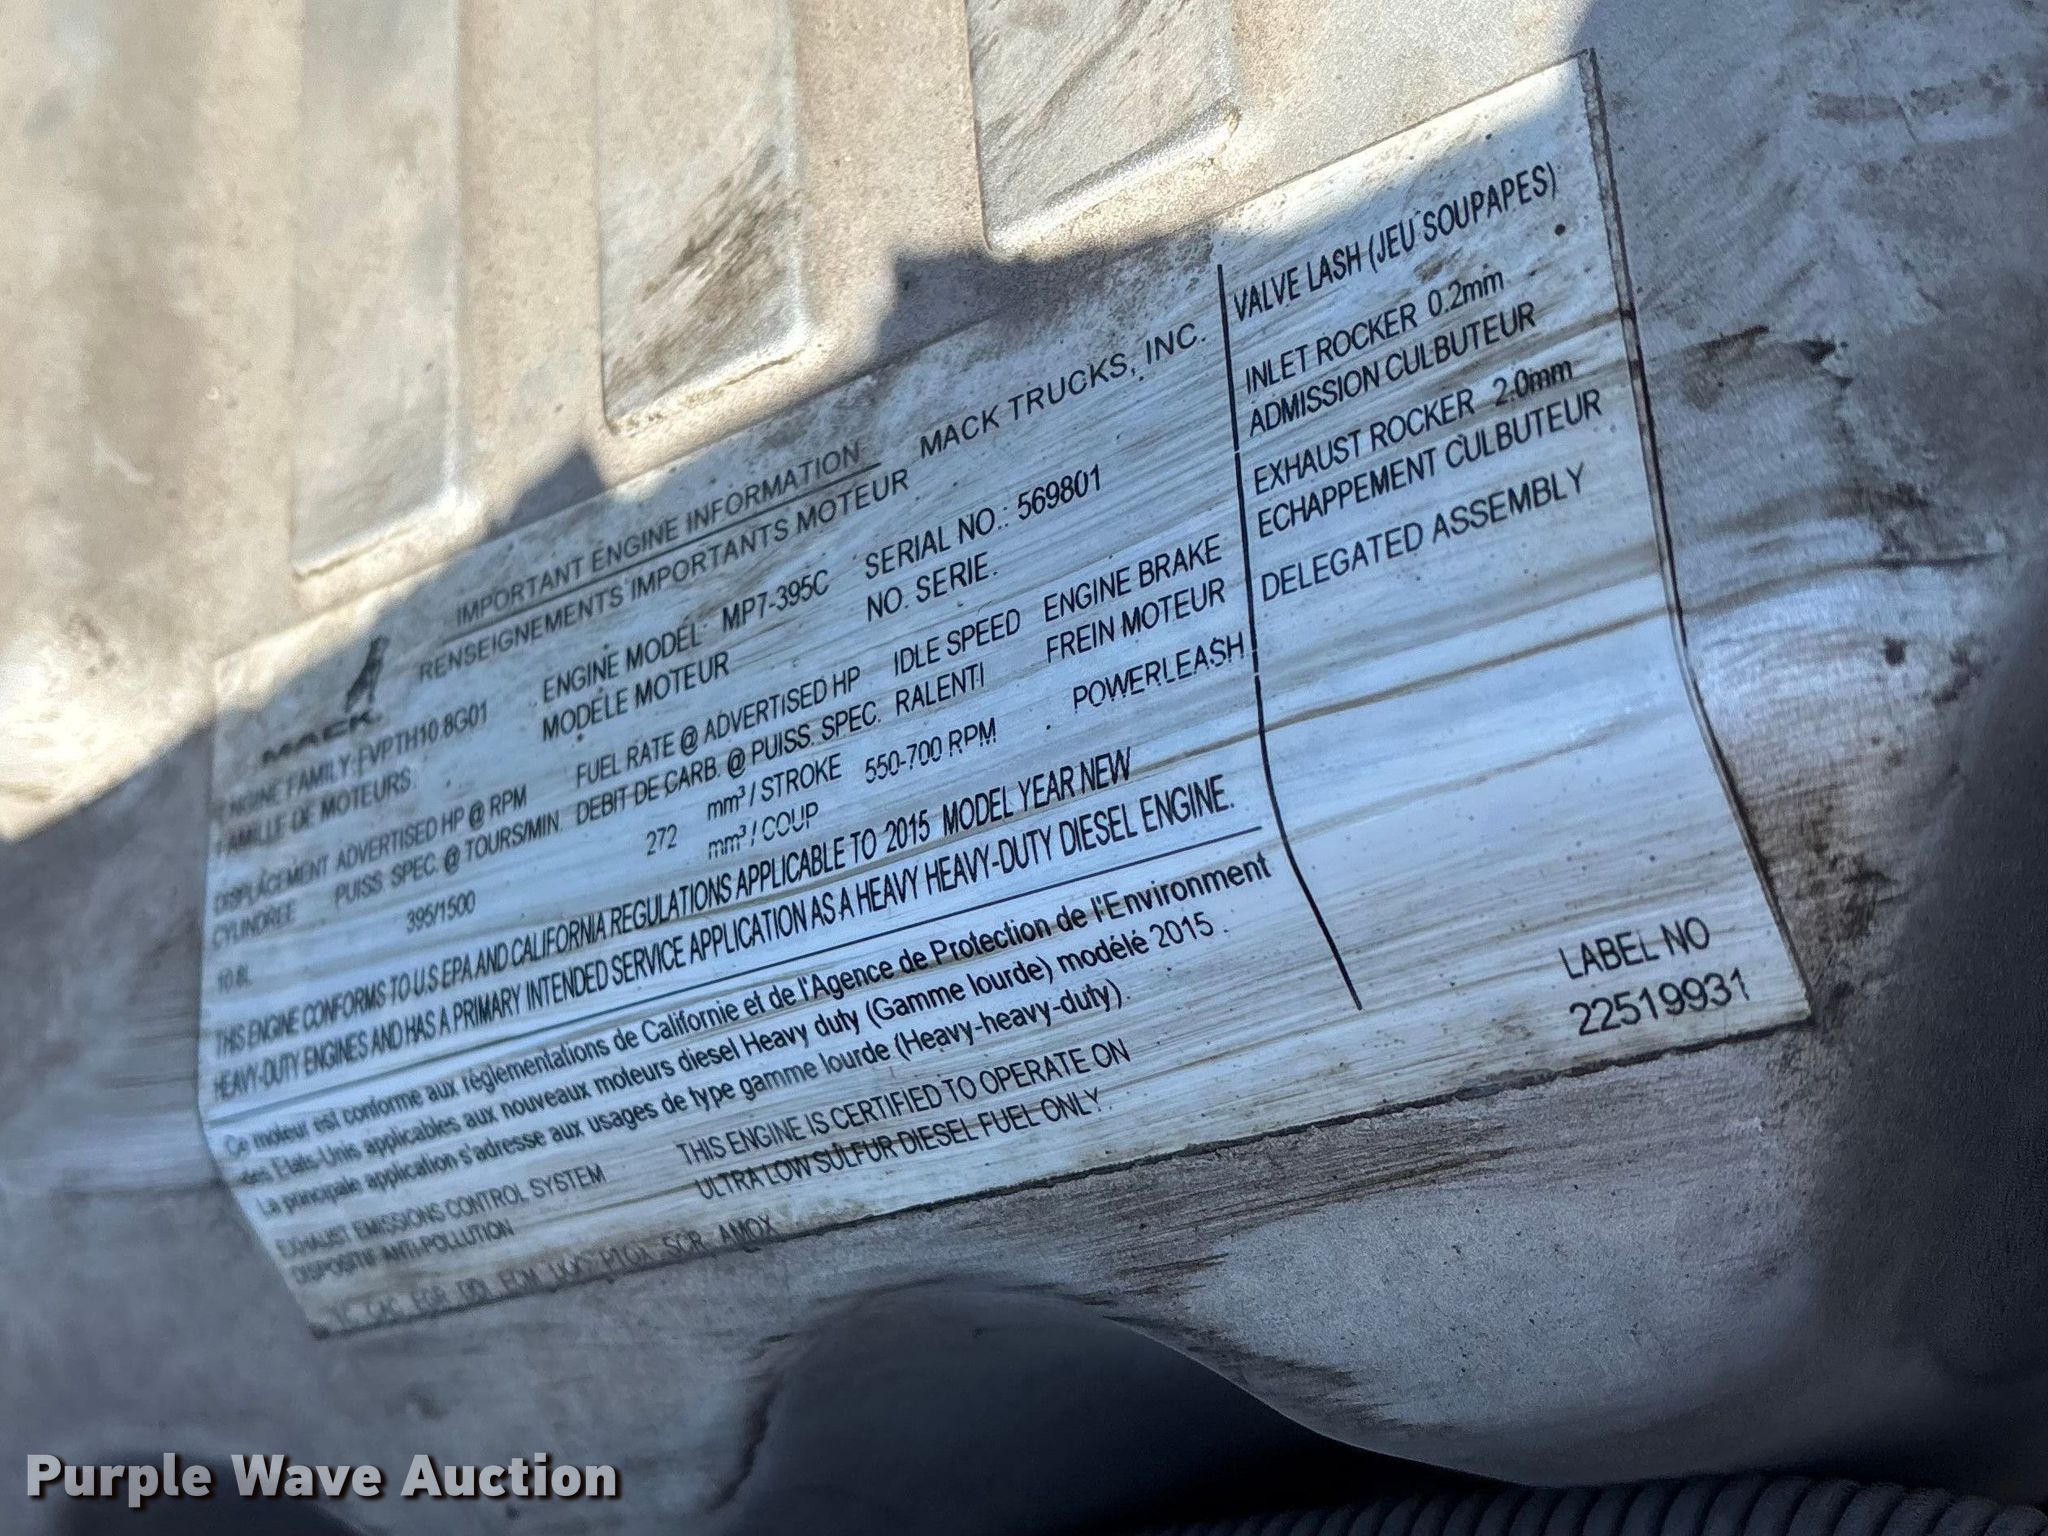 IMPORTANT ENGINE INFORMATION
RENSEIGNEMENTS IMPORTANTS MOTEUR
MACK TRUCKS, INC.
MACK
ENGINE FAMILY: FVPTH10.8G01
FAMILLE DE MOTEURS
ENGINE MODEL MP7-395C
MODÈLE MOTEUR
SERIAL NO.: 569801
NO. SERIE.
DISPLACEMENT
CYLINDREE
10.8L
ADVERTISED HP @ RPM
PUISS. SPEC. @ TOURS/MIN.
395/1500
FUEL RATE @ ADVERTISED HP
DEBIT DE CARB. @ PUISS. SPEC.
272 mm³ / STROKE
mm³ / COUP
IDLE SPEED
RALENTI
550-700 RPM
ENGINE BRAKE
FREIN MOTEUR
POWERLEASH
THIS ENGINE CONFORMS TO U.S EPA AND CALIFORNIA REGULATIONS APPLICABLE TO 2015 MODEL YEAR NEW
HEAVY-DUTY ENGINES AND HAS A PRIMARY INTENDED SERVICE APPLICATION AS A HEAVY HEAVY-DUTY DIESEL ENGINE.
Ce moteur est conforme aux réglementations de Californie et de l'Agence de Protection de l'Environment
des Etats-Unis applicables aux nouveaux moteurs diesel Heavy duty (Gamme lourde) modélé 2015 .
La principale application s'adresse aux usages de type gamme lourde (Heavy-heavy-duty).
EXHAUST EMISSIONS CONTROL SYSTEM
DISPOSITIF ANTI-POLLUTION
THIS ENGINE IS CERTIFIED TO OPERATE ON
ULTRA LOW SULFUR DIESEL FUEL ONLY.
TC CAC EGR DDI ECM SCR AMOX
VALVE LASH (JEU SOUPAPES)
INLET ROCKER 0.2mm
ADMISSION CULBUTEUR
EXHAUST ROCKER 2.0mm
ECHAPPEMENT CULBUTEUR
DELEGATED ASSEMBLY
LABEL NO
22519931
Purple Wave Auction